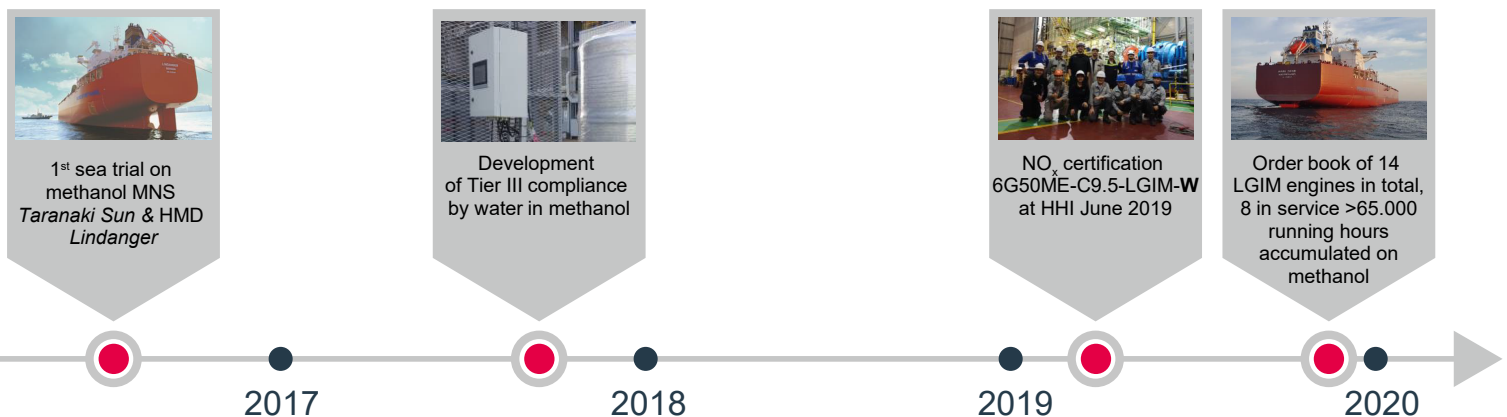 1st sea trial on
methanol MNS
Taranaki Sun & HMD
Lindanger
Development
of Tier III compliance
by water in methanol
NOx certification
6G50ME-C9.5-LGIM-W
at HHI June 2019
Order book of 14
LGIM engines in total,
8 in service >65.000
running hours
accumulated on
methanol
2017
2018
2019
2020